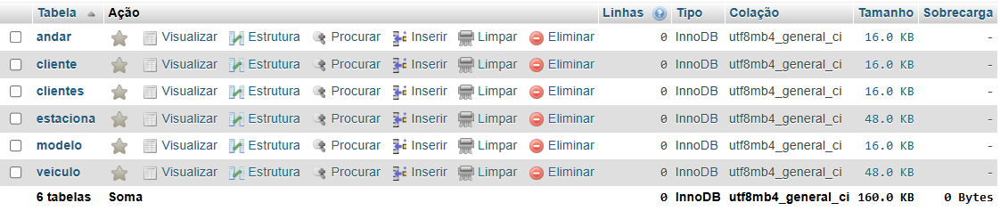 Tabela Ação Linhas Tipo Colação Tamanho Sobrecarga
andar Visualizar Estrutura Procurar Inserir Limpar Eliminar 0 InnoDB utf8mb4_general_ci 16.0 KB -
cliente Visualizar Estrutura Procurar Inserir Limpar Eliminar 0 InnoDB utf8mb4_general_ci 16.0 KB -
clientes Visualizar Estrutura Procurar Inserir Limpar Eliminar 0 InnoDB utf8mb4_general_ci 16.0 KB -
estaciona Visualizar Estrutura Procurar Inserir Limpar Eliminar 0 InnoDB utf8mb4_general_ci 48.0 KB -
modelo Visualizar Estrutura Procurar Inserir Limpar Eliminar 0 InnoDB utf8mb4_general_ci 16.0 KB -
veiculo Visualizar Estrutura Procurar Inserir Limpar Eliminar 0 InnoDB utf8mb4_general_ci 48.0 KB -
6 tabelas Soma 0 InnoDB utf8mb4_general_ci 160.0 KB 0 Bytes